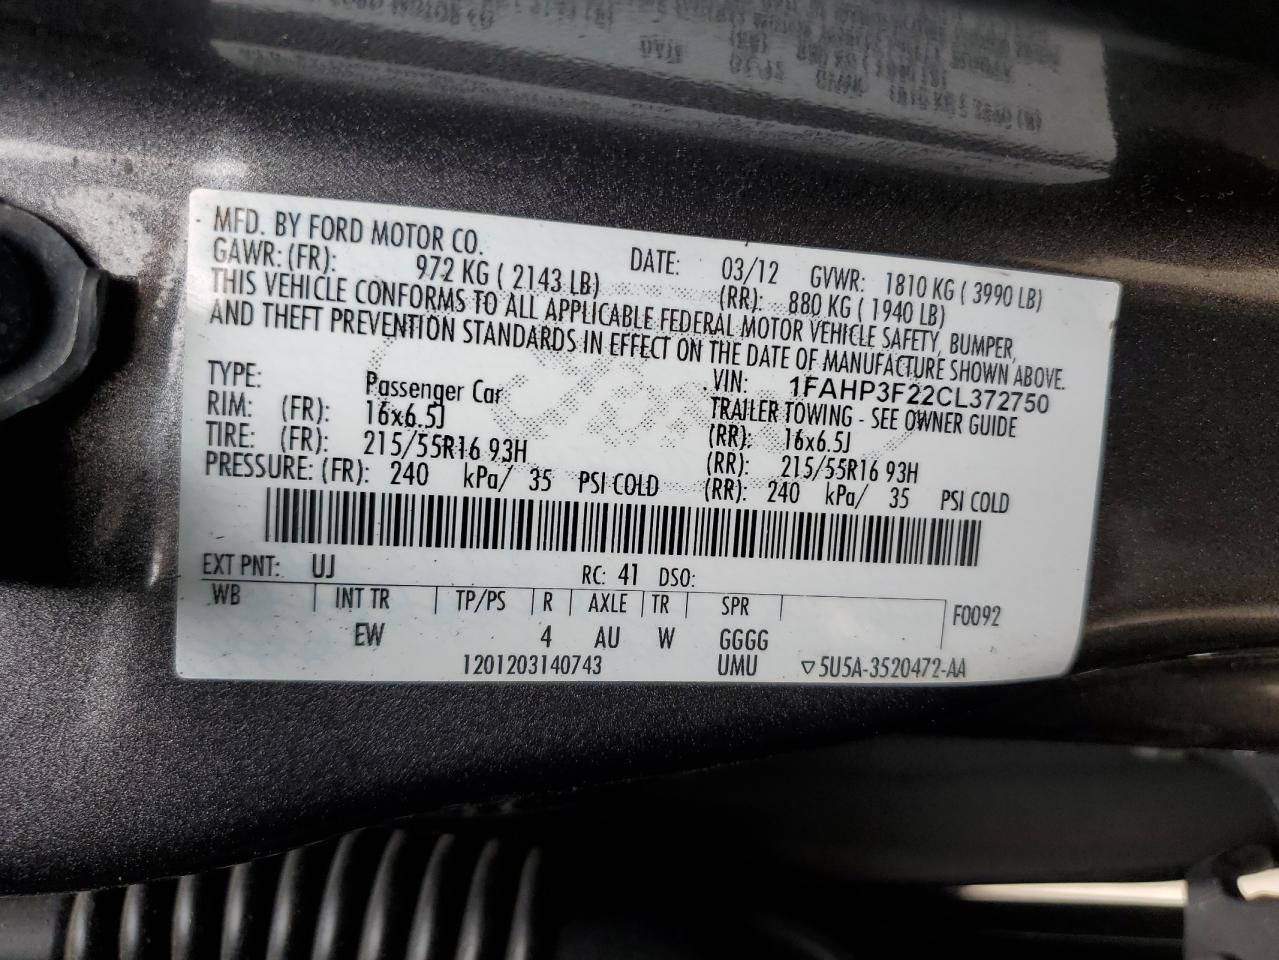 MFD. BY FORD MOTOR CO.
DATE: 03/12 GVWR: 1810 KG ( 3990 LB)
GAWR: (FR): 972 KG ( 2143 LB) (RR): 880 KG ( 1940 LB)
THIS VEHICLE CONFORMS TO ALL APPLICABLE FEDERAL MOTOR VEHICLE SAFETY, BUMPER,
AND THEFT PREVENTION STANDARDS IN EFFECT ON THE DATE OF MANUFACTURE SHOWN ABOVE.
VIN: 1FAHP3F22CL372750
TYPE: Passenger Car TRAILER TOWING - SEE OWNER GUIDE
RIM: (FR): 16x6.5J (RR): 16x6.5J
TIRE: (FR): 215/55R16 93H (RR): 215/55R16 93H
PRESSURE: (FR): 240 kPa/ 35 PSI COLD (RR): 240 kPa/ 35 PSI COLD
EXT PNT: UJ RC: 41 DSO:
WB INT TR TP/PS R AXLE TR SPR F0092
EW 4 AU W GGGG
1201203140743 UMU ▽5U5A-3520472-AA